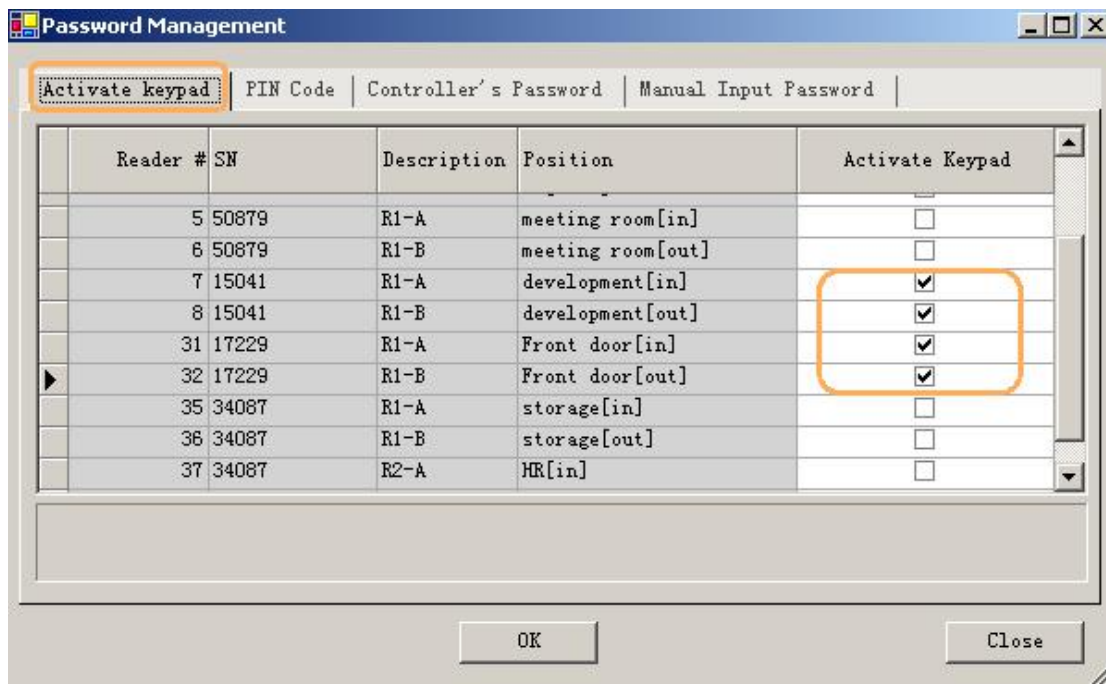 Password Management
Activate keypad PIN Code Controller's Password Manual Input Password
Reader # SN Description Position Activate Keypad
5 50879 R1-A meeting room[in]
6 50879 R1-B meeting room[out]
7 15041 R1-A development[in]
8 15041 R1-B development[out]
31 17229 R1-A Front door[in]
32 17229 R1-B Front door[out]
35 34087 R1-A storage[in]
36 34087 R1-B storage[out]
37 34087 R2-A HR[in]
OK Close